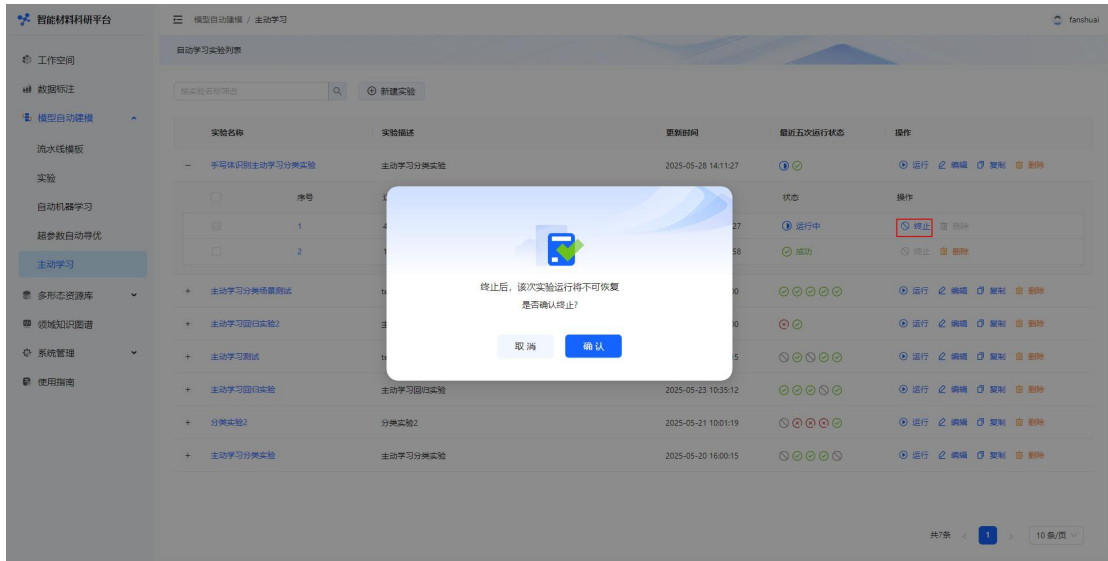 智能材料科研平台
模型自动建模 / 主动学习
fanshuai
工作空间
数据标注
模型自动建模
流水线模板
实验
自动机器学习
超参数自动寻优
主动学习
多形态资源库
领域知识图谱
系统管理
使用指南
自动学习实验列表
按实验名称筛选
新建实验
实验名称 实验描述 更新时间 最近五次运行状态 操作
手写体识别主动学习分类实验 主动学习分类实验 2025-05-28 14:11:27 运行 编辑 复制 删除
序号 状态 操作
1 4 27 运行中 终止 删除
2 1 58 成功 终止 删除
主动学习分类场景测试 te 00 运行 编辑 复制 删除
主动学习回归实验2 主 00 运行 编辑 复制 删除
主动学习测试 te 5 运行 编辑 复制 删除
主动学习回归实验 主动学习回归实验 2025-05-23 10:35:12 运行 编辑 复制 删除
分类实验2 分类实验2 2025-05-21 10:01:19 运行 编辑 复制 删除
主动学习分类实验 主动学习分类实验 2025-05-20 16:00:15 运行 编辑 复制 删除
终止后，该次实验运行将不可恢复
是否确认终止?
取消 确认
共7条 < 1 > 10 条/页